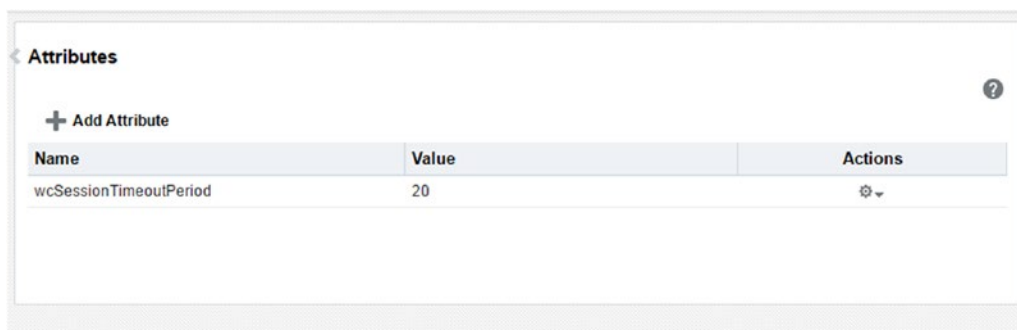 Attributes
Add Attribute
Name Value Actions
wcSessionTimeoutPeriod 20